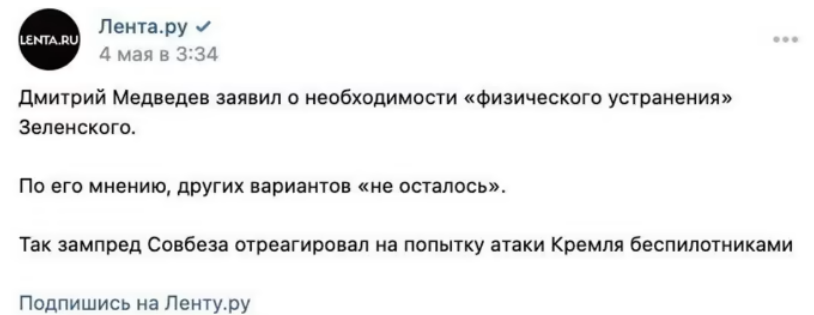 LENTA.RU
Лента.ру
4 мая в 3:34
Дмитрий Медведев заявил о необходимости «физического устранения»
Зеленского.
По его мнению, других вариантов «не осталось».
Так зампред Совбеза отреагировал на попытку атаки Кремля беспилотниками
Подпишись на Ленту.ру